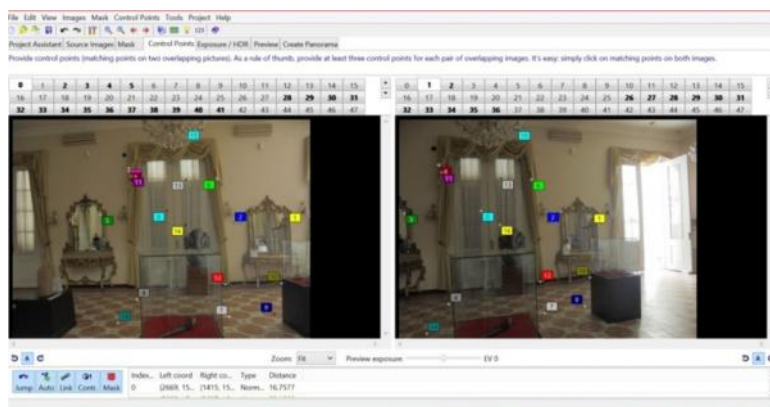 File Edit View Images Mask Control Points Tools Project Help
Project Assistant Source Images Mask Control Points Exposure / HDR Preview Create Panorama
Provide control points (matching points on two overlapping pictures). As a rule of thumb, provide at least three control points for each pair of overlapping images. It's easy: simply click on matching points on both images.
0 1 2 3 4 5 6 7 8 9 10 11 12 13 14 15
16 17 18 19 20 21 22 23 24 25 26 27 28 29 30 31
32 33 34 35 36 37 38 39 40 41 42 43 44 45 46 47
0 1 2 3 4 5 6 7 8 9 10 11 12 13 14 15
16 17 18 19 20 21 22 23 24 25 26 27 28 29 30 31
32 33 34 35 36 37 38 39 40 41 42 43 44 45 46 47
Zoom: Fit Preview exposure: EV 0
Jump Auto Link Contr. Mask
Index... Left coord Right co... Type Distance
0 (2669, 15... (1415, 15... Norm... 16.7577